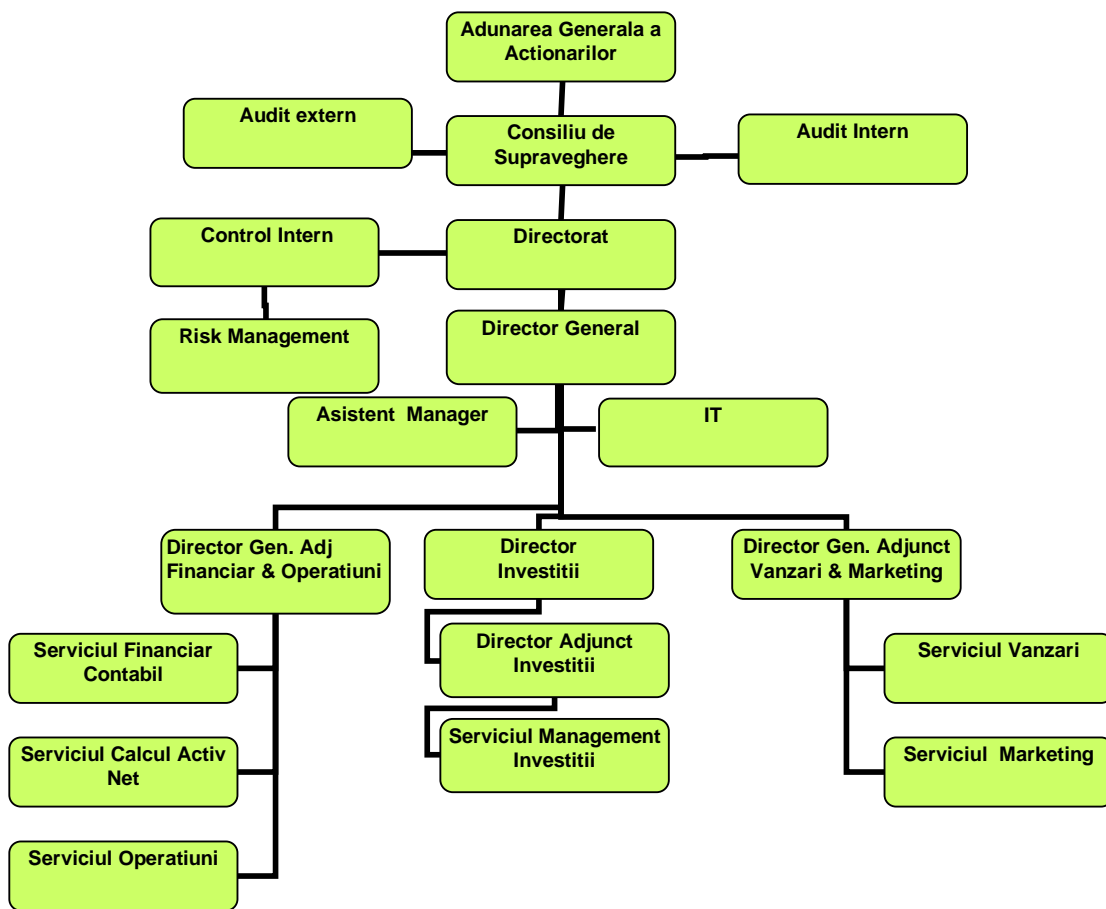 Adunarea Generala a
Actionarilor
Audit extern
Consiliu de
Supraveghere
Audit Intern
Control Intern
Directorat
Risk Management
Director General
Asistent Manager
IT
Director Gen. Adj
Financiar & Operatiuni
Director
Investitii
Director Gen. Adjunct
Vanzari & Marketing
Serviciul Financiar
Contabil
Director Adjunct
Investitii
Serviciul Vanzari
Serviciul Calcul Activ
Net
Serviciul Management
Investitii
Serviciul Marketing
Serviciul Operatiuni